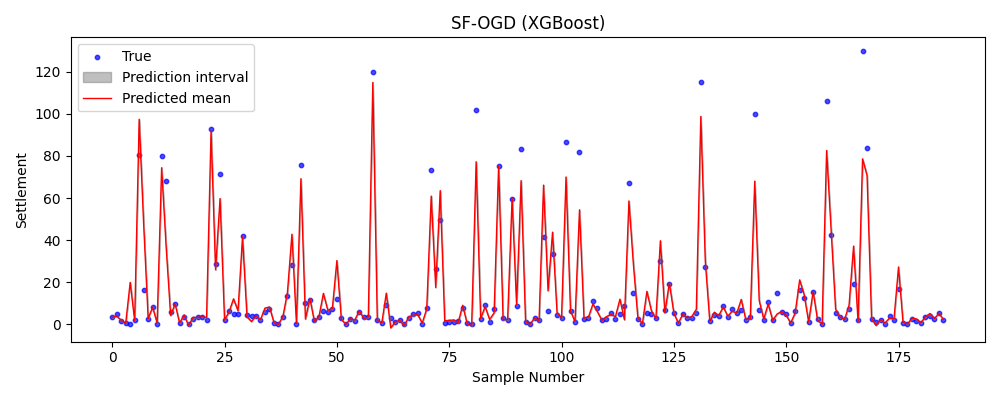 SF-OGD (XGBoost)
True
Prediction interval
Predicted mean
120
100
80
60
40
20
0
Settlement
0
25
50
75
100
125
150
175
Sample Number